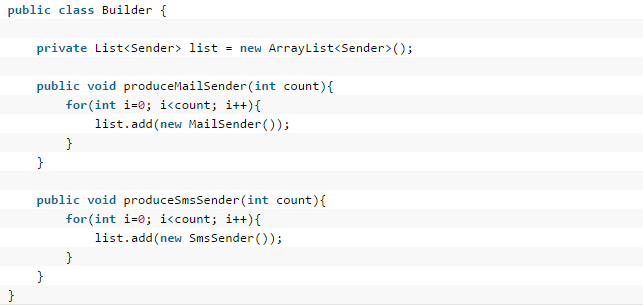 public class Builder {
    private List<Sender> list = new ArrayList<Sender>();
    public void produceMailSender(int count){
        for(int i=0; i<count; i++){
            list.add(new MailSender());
        }
    }
    public void produceSmsSender(int count){
        for(int i=0; i<count; i++){
            list.add(new SmsSender());
        }
    }
}